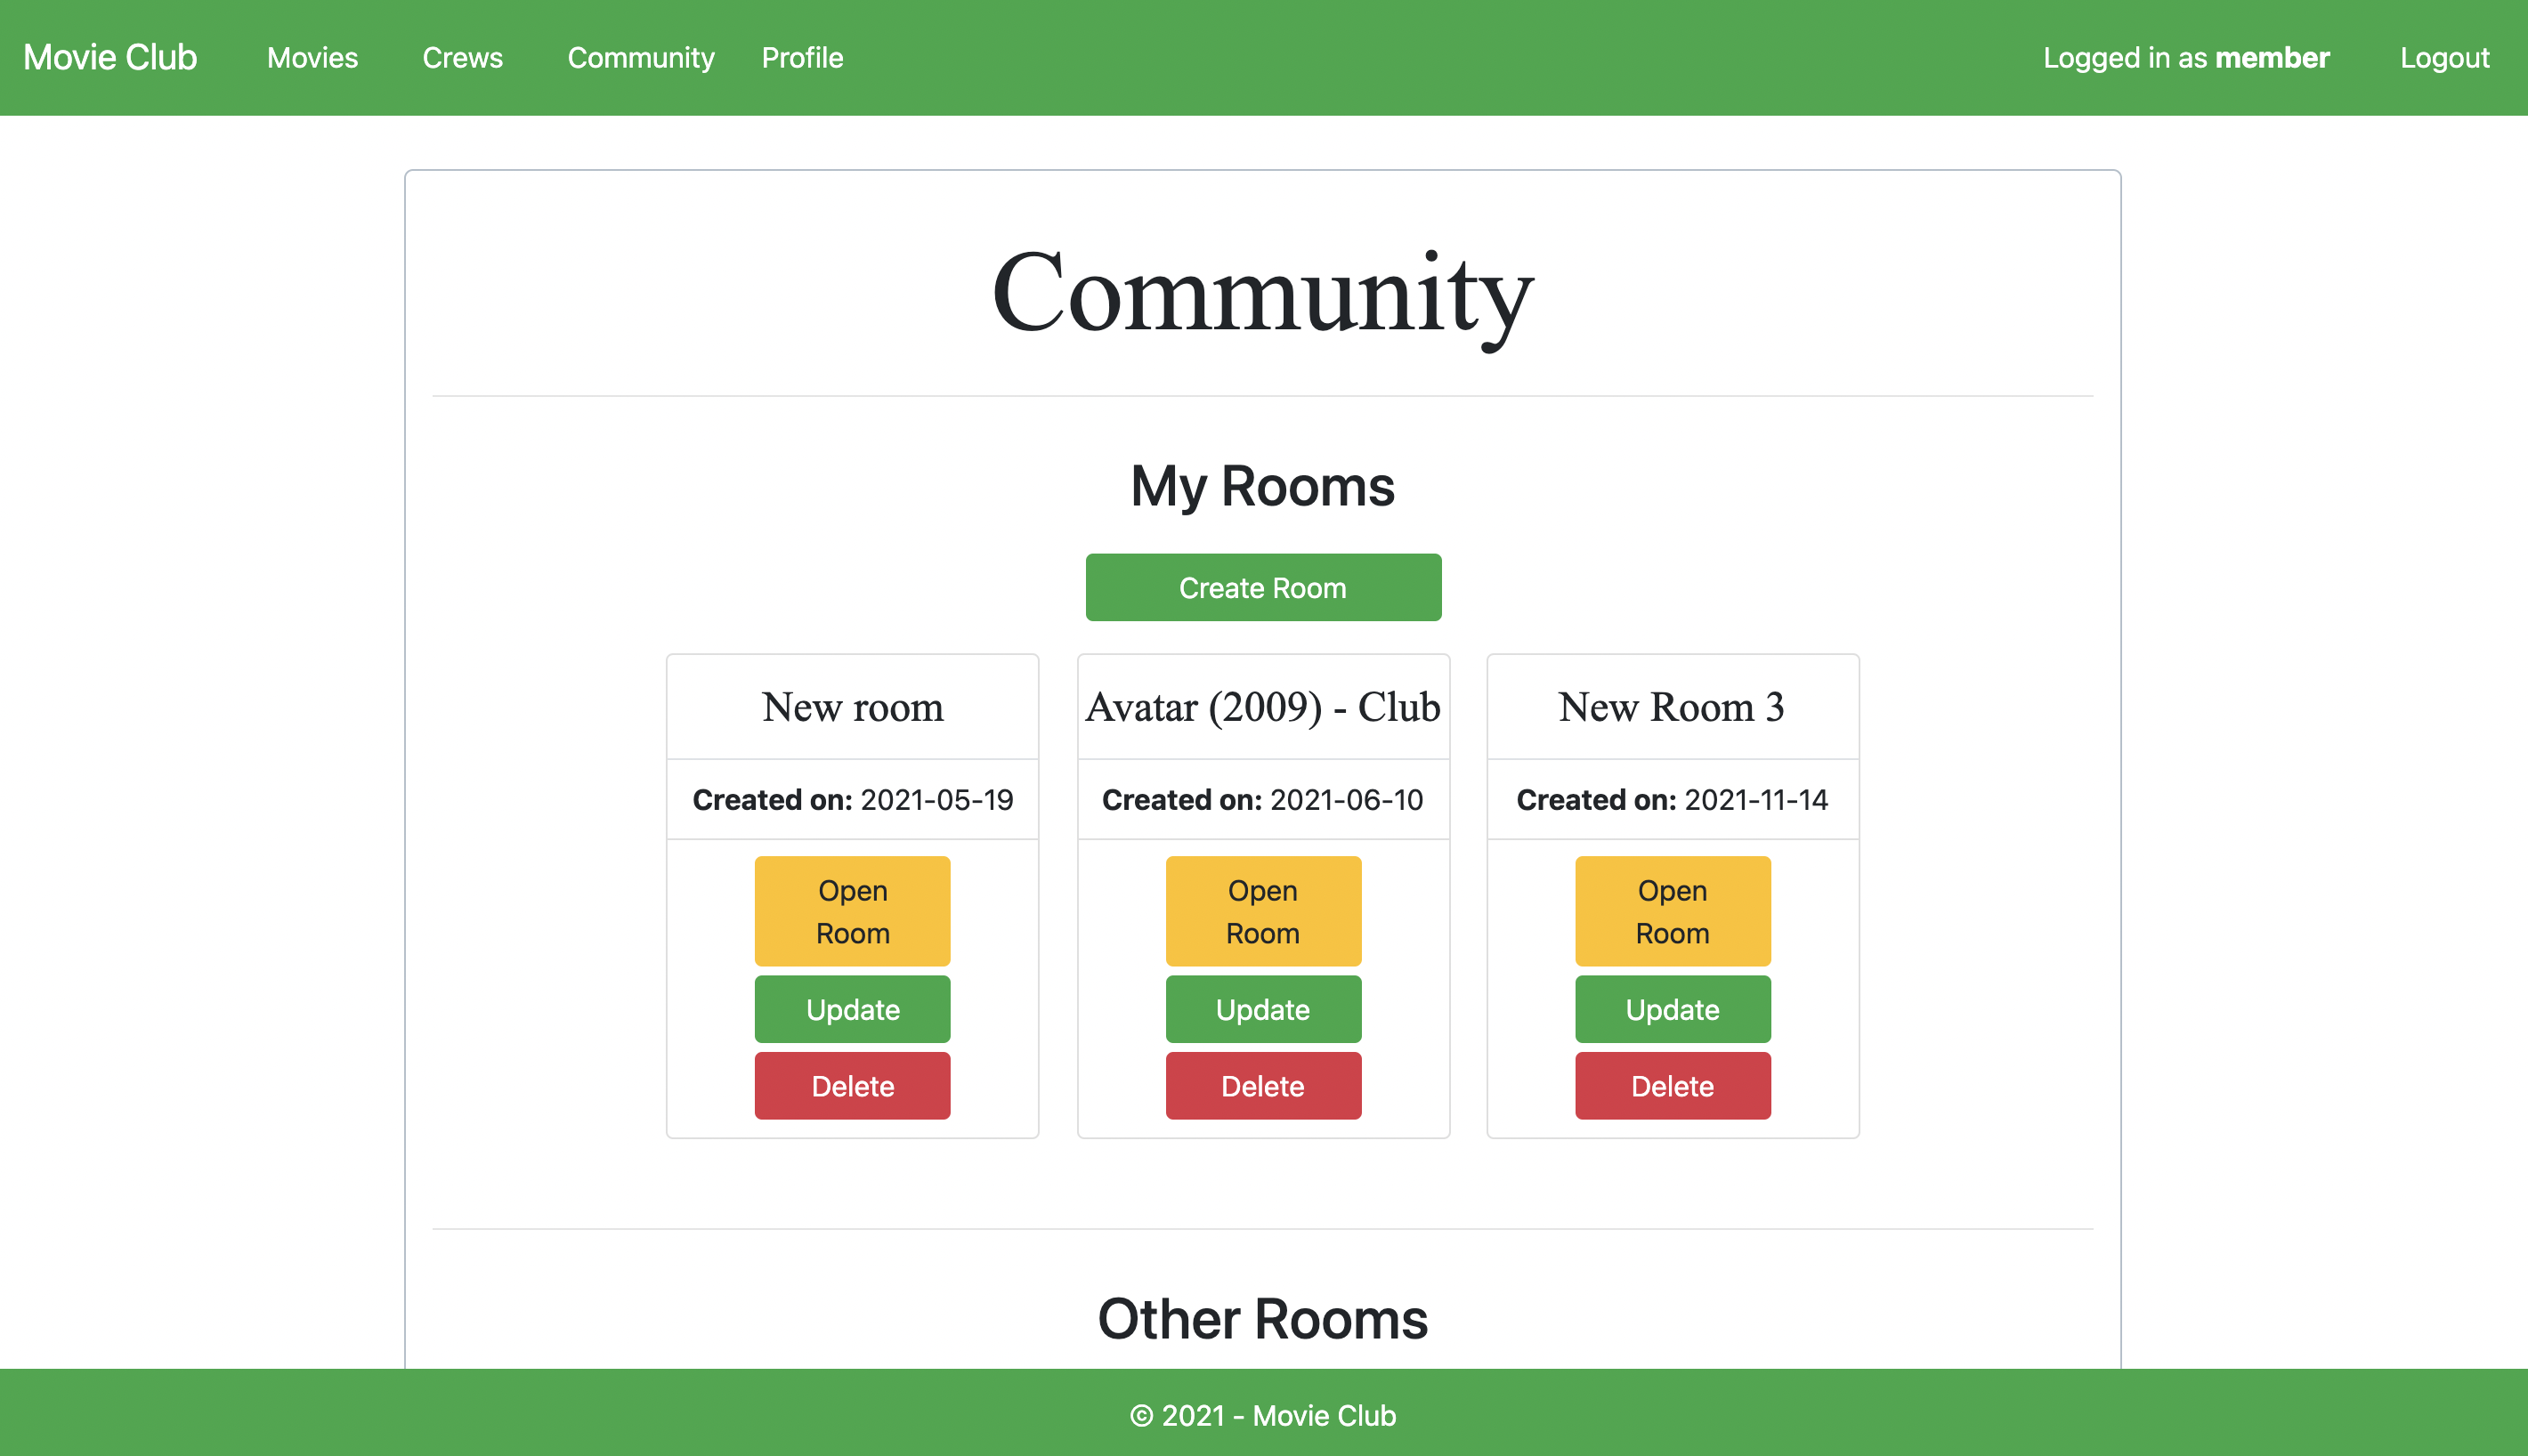 Movie Club Movies Crews Community Profile Logged in as member Logout
Community
My Rooms
Create Room
New room
Created on: 2021-05-19
Open
Room
Update
Delete
Avatar (2009) - Club
Created on: 2021-06-10
Open
Room
Update
Delete
New Room 3
Created on: 2021-11-14
Open
Room
Update
Delete
Other Rooms
© 2021 - Movie Club